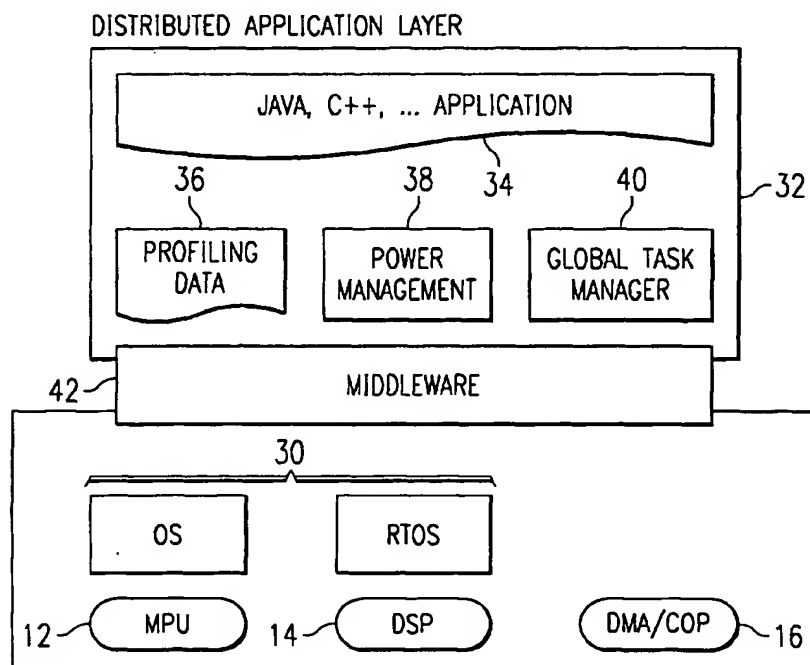 DISTRIBUTED APPLICATION LAYER
JAVA, C++, ... APPLICATION
34
32
36
38
40
PROFILING
DATA
POWER
MANAGEMENT
GLOBAL TASK
MANAGER
42
MIDDLEWARE
30
OS
RTOS
12
MPU
14
DSP
DMA/COP
16